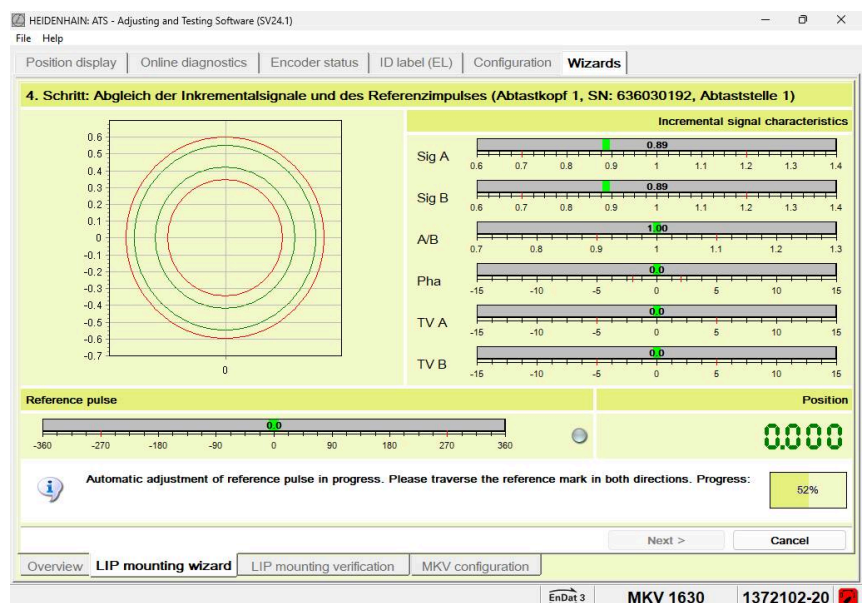 HEIDENHAIN: ATS - Adjusting and Testing Software (SV24.1)
File Help
Position display Online diagnostics Encoder status ID label (EL) Configuration Wizards
4. Schritt: Abgleich der Inkrementalsignale und des Referenzimpulses (Abtastkopf 1, SN: 636030192, Abtaststelle 1)
0.6
0.5
0.4
0.3
0.2
0.1
0
-0.1
-0.2
-0.3
-0.4
-0.5
-0.6
-0.7
0
Incremental signal characteristics
Sig A 0.89
0.6 0.7 0.8 0.9 1 1.1 1.2 1.3 1.4
Sig B 0.89
0.6 0.7 0.8 0.9 1 1.1 1.2 1.3 1.4
A/B 1.00
0.7 0.8 0.9 1 1.1 1.2 1.3
Pha 0.0
-15 -10 -5 0 5 10 15
TV A 0.0
-15 -10 -5 0 5 10 15
TV B 0.0
-15 -10 -5 0 5 10 15
Reference pulse
0.0
-360 -270 -180 -90 0 90 180 270 360
Position
0.000
Automatic adjustment of reference pulse in progress. Please traverse the reference mark in both directions. Progress:
52%
Next > Cancel
Overview LIP mounting wizard LIP mounting verification MKV configuration
EnDat 3 MKV 1630 1372102-20